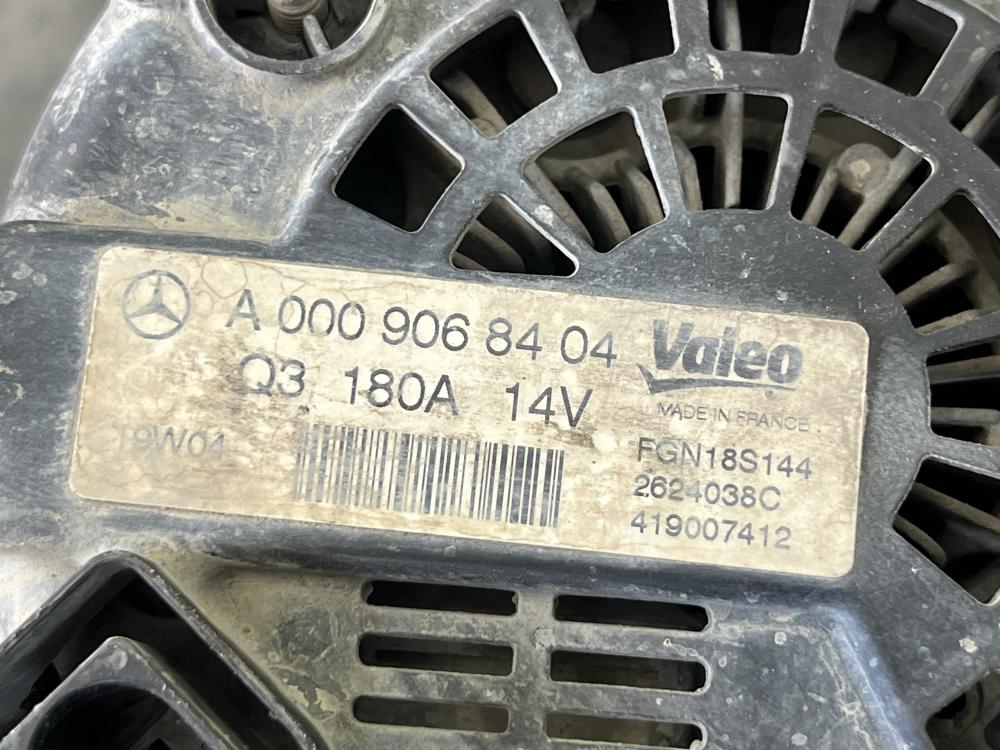 A 000 906 84 04
Q3 180A 14V
19W04
Valeo
MADE IN FRANCE
FGN18S144
2624038C
419007412